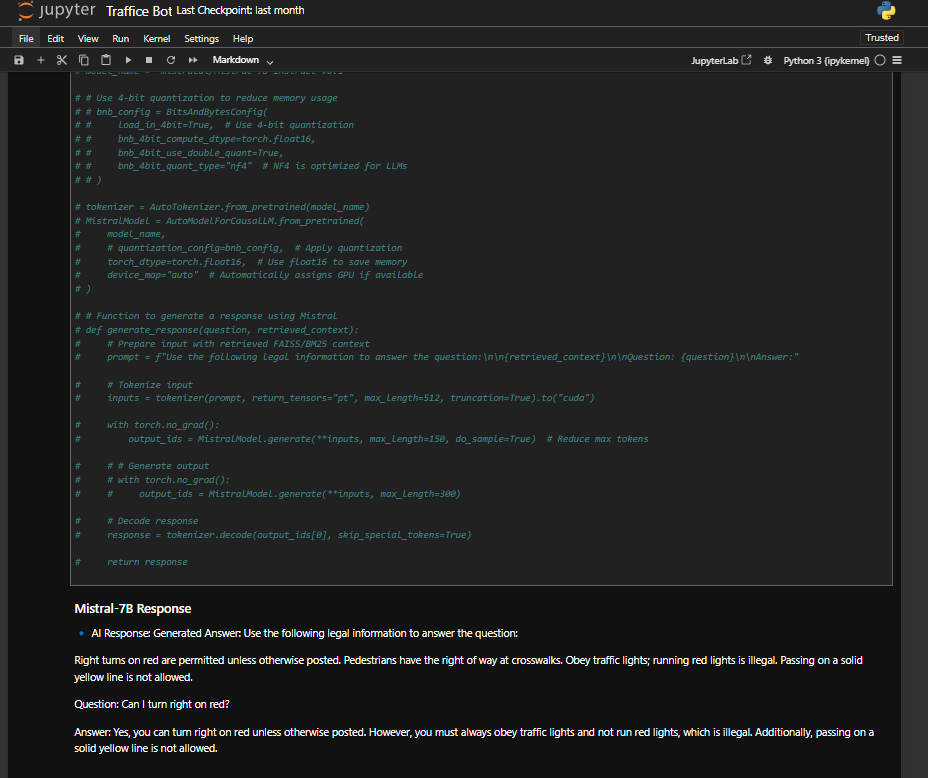 jupyter Traffice Bot Last Checkpoint: last month
File Edit View Run Kernel Settings Help Trusted
Markdown JupyterLab Python 3 (ipykernel)
# # Use 4-bit quantization to reduce memory usage
# # bnb_config = BitsAndBytesConfig(
# #     load_in_4bit=True,  # Use 4-bit quantization
# #     bnb_4bit_compute_dtype=torch.float16,
# #     bnb_4bit_use_double_quant=True,
# #     bnb_4bit_quant_type="nf4"  # NF4 is optimized for LLMs
# # )
# tokenizer = AutoTokenizer.from_pretrained(model_name)
# MistralModel = AutoModelForCausalLM.from_pretrained(
#     model_name,
#     # quantization_config=bnb_config,  # Apply quantization
#     torch_dtype=torch.float16,  # Use float16 to save memory
#     device_map="auto"  # Automatically assigns GPU if available
# )
# # Function to generate a response using Mistral
# def generate_response(question, retrieved_context):
#     # Prepare input with retrieved FAISS/BM25 context
#     prompt = f"Use the following legal information to answer the question:\n\n{retrieved_context}\n\nQuestion: {question}\n\nAnswer:"
#     # Tokenize input
#     inputs = tokenizer(prompt, return_tensors="pt", max_length=512, truncation=True).to("cuda")
#     with torch.no_grad():
#         output_ids = MistralModel.generate(**inputs, max_length=150, do_sample=True)  # Reduce max tokens
#     # # Generate output
#     # with torch.no_grad():
#     #     output_ids = MistralModel.generate(**inputs, max_length=300)
#     # Decode response
#     response = tokenizer.decode(output_ids[0], skip_special_tokens=True)
#     return response
Mistral-7B Response
AI Response: Generated Answer: Use the following legal information to answer the question:
Right turns on red are permitted unless otherwise posted. Pedestrians have the right of way at crosswalks. Obey traffic lights; running red lights is illegal. Passing on a solid
yellow line is not allowed.
Question: Can I turn right on red?
Answer: Yes, you can turn right on red unless otherwise posted. However, you must always obey traffic lights and not run red lights, which is illegal. Additionally, passing on a
solid yellow line is not allowed.